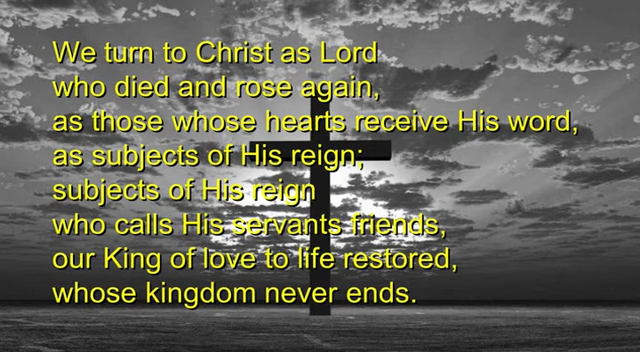 We turn to Christ as Lord
who died and rose again,
as those whose hearts receive His word,
as subjects of His reign;
subjects of His reign
who calls His servants friends,
our King of love to life restored,
whose kingdom never ends.